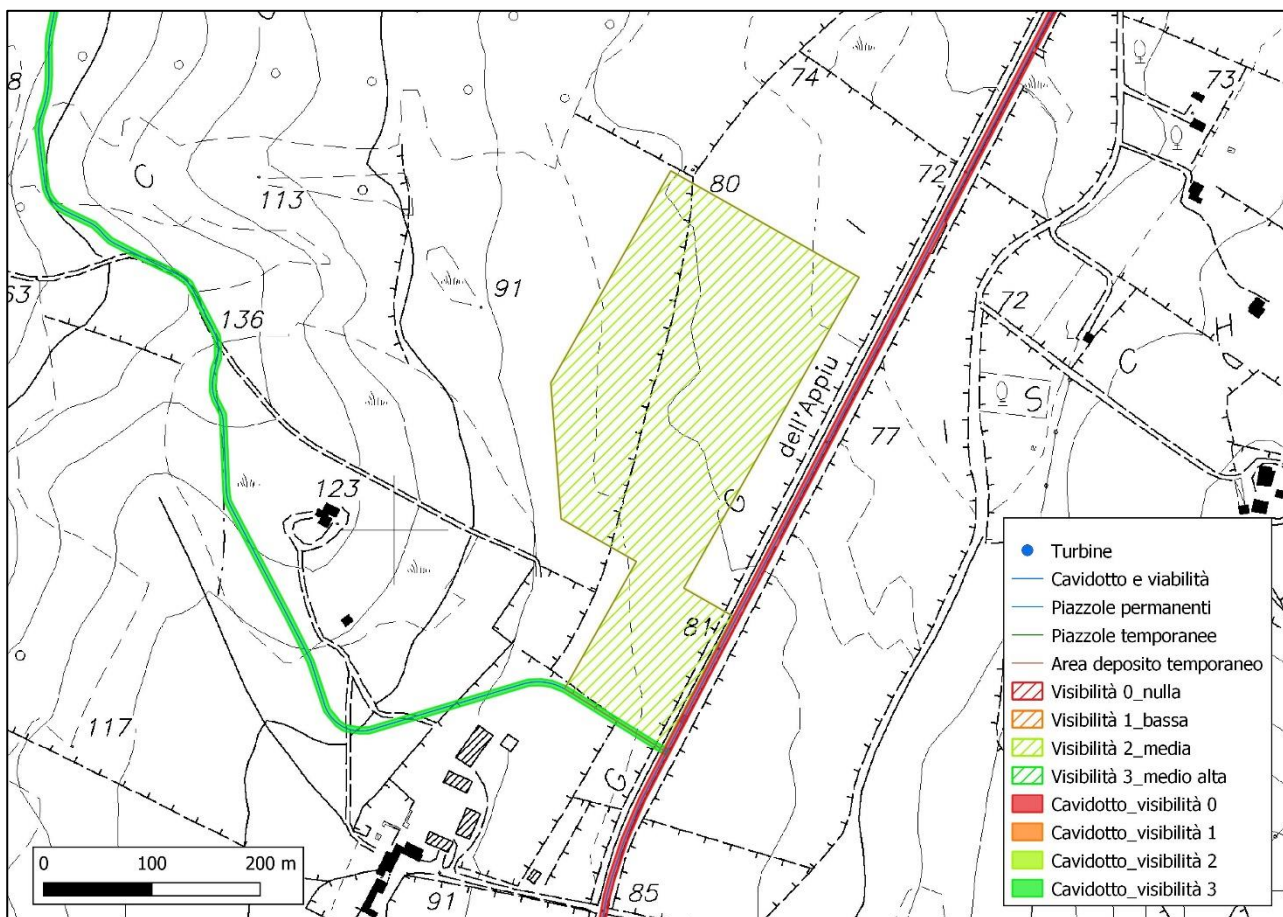 8
74
73
C
113
80
72
91
63
136
72
C
H
dell'Appiu
S
77
I
123
G
81
117
G
85
91
0 100 200 m
Turbine
Cavidotto e viabilità
Piazzole permanenti
Piazzole temporanee
Area deposito temporaneo
Visibilità 0_nulla
Visibilità 1_bassa
Visibilità 2_media
Visibilità 3_medio alta
Cavidotto_visibilità 0
Cavidotto_visibilità 1
Cavidotto_visibilità 2
Cavidotto_visibilità 3